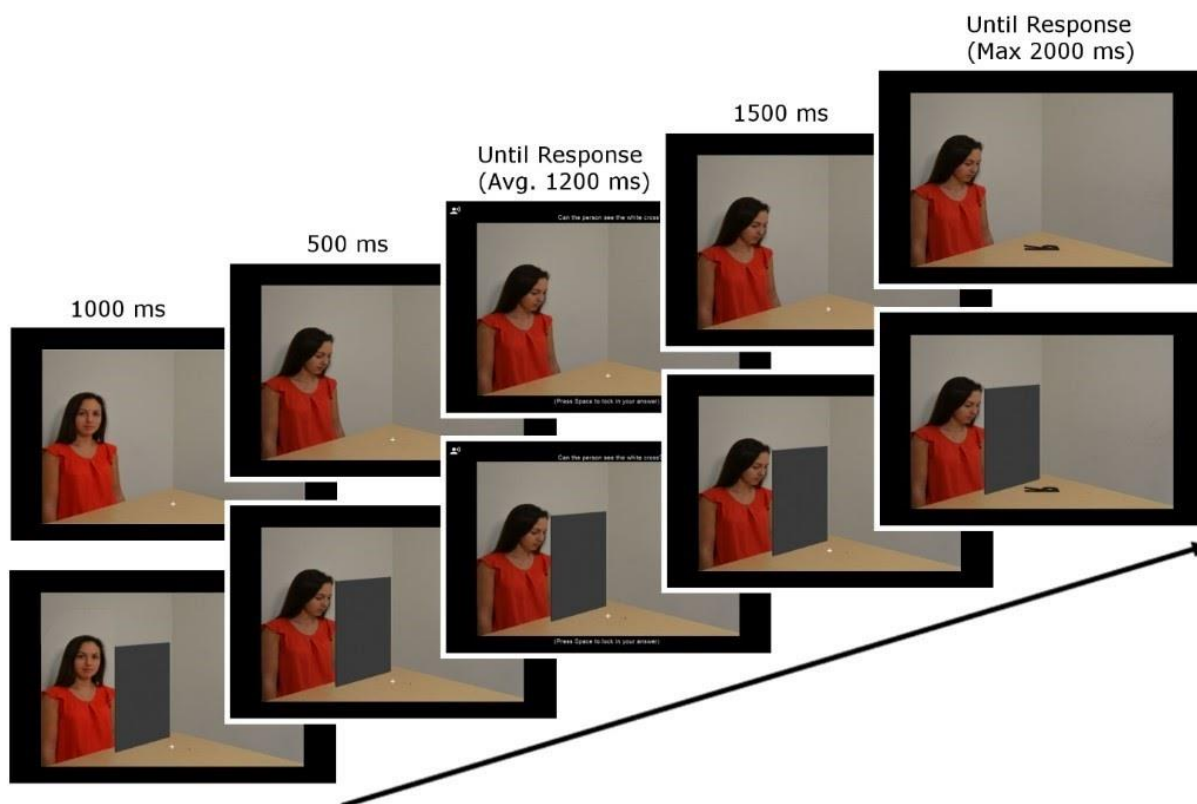 1000 ms
500 ms
Until Response
(Avg. 1200 ms)
Can the person see the white cross?
(Press Space to lock in your answer)
Can the person see the white cross?
(Press Space to lock in your answer)
1500 ms
Until Response
(Max 2000 ms)